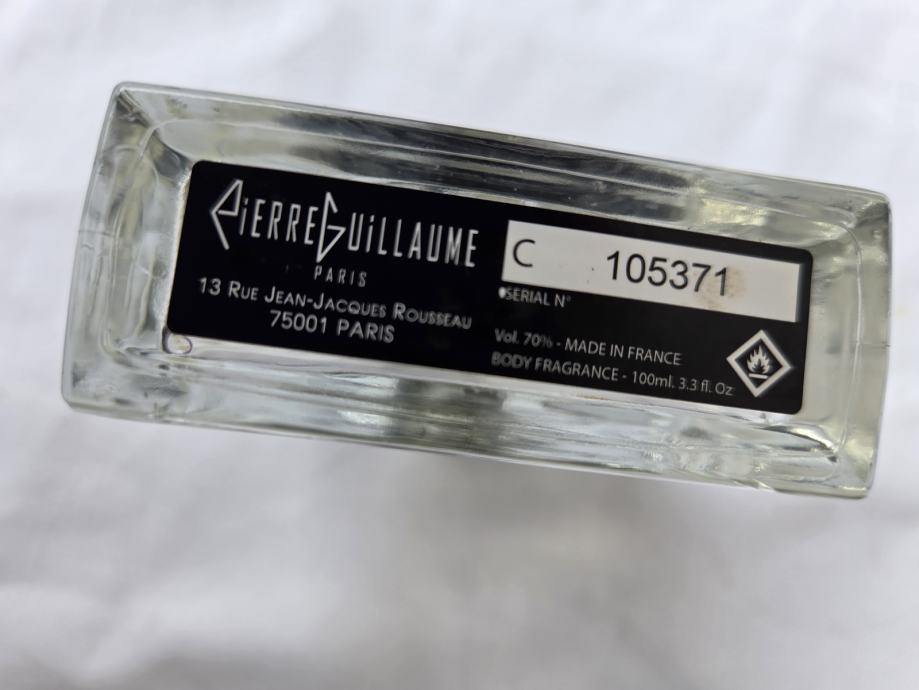 PiERREGUiLLAUME
PARIS
13 RUE JEAN-JACQUES ROUSSEAU
75001 PARIS
C 105371
SERIAL N°
Vol. 70% - MADE IN FRANCE
BODY FRAGRANCE - 100ml. 3.3 fl. Oz